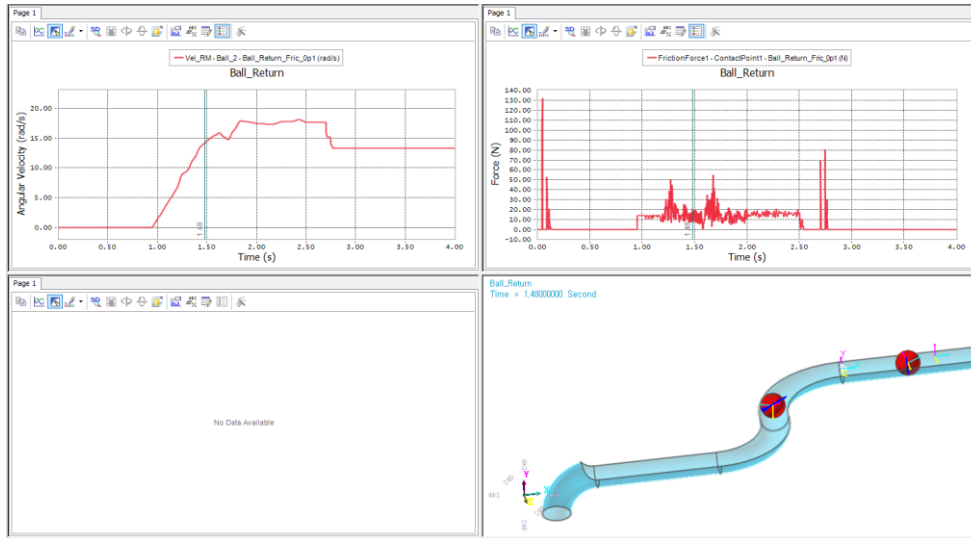 Page 1
Vel_RM - Ball_2 - Ball_Return_Fric_0p1 (rad/s)
Ball_Return
Angular Velocity (rad/s)
20.00
15.00
10.00
5.00
0.00
1.48
0.00 0.50 1.00 1.50 2.00 2.50 3.00 3.50 4.00
Time (s)
Page 1
FrictionForce1 - ContactPoint1 - Ball_Return_Fric_0p1 (N)
Ball_Return
Force (N)
140.00
130.00
120.00
110.00
100.00
90.00
80.00
70.00
60.00
50.00
40.00
30.00
20.00
10.00
0.00
-10.00
0.00 0.50 1.00 1.50 2.00 2.50 3.00 3.50 4.00
Time (s)
Page 1
No Data Available
Ball_Return
Time = 1,48000000 Second
Y
Y
Y
X